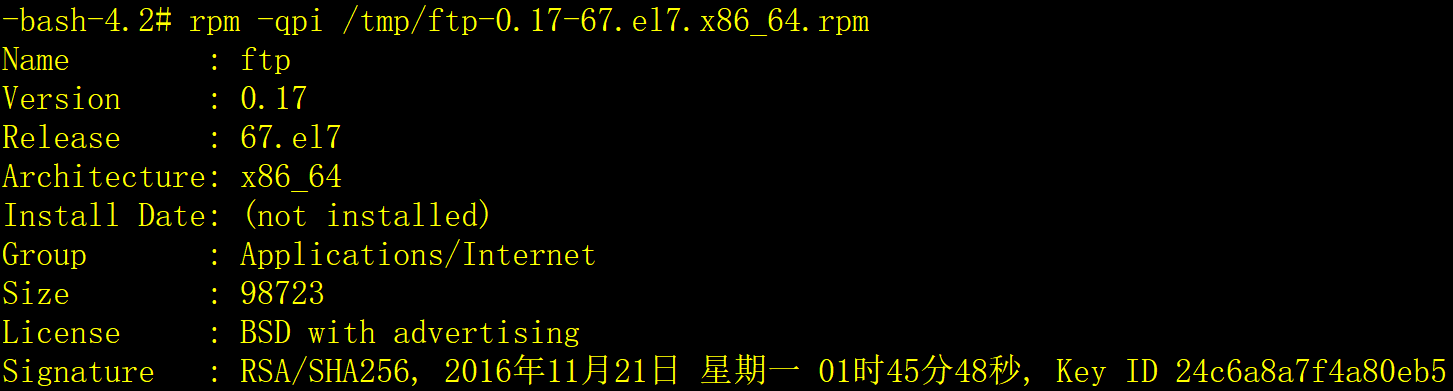 -bash-4.2# rpm -qpi /tmp/ftp-0.17-67.el7.x86_64.rpm
Name        : ftp
Version     : 0.17
Release     : 67.el7
Architecture: x86_64
Install Date: (not installed)
Group       : Applications/Internet
Size        : 98723
License     : BSD with advertising
Signature   : RSA/SHA256, 2016年11月21日 星期一 01时45分48秒, Key ID 24c6a8a7f4a80eb5